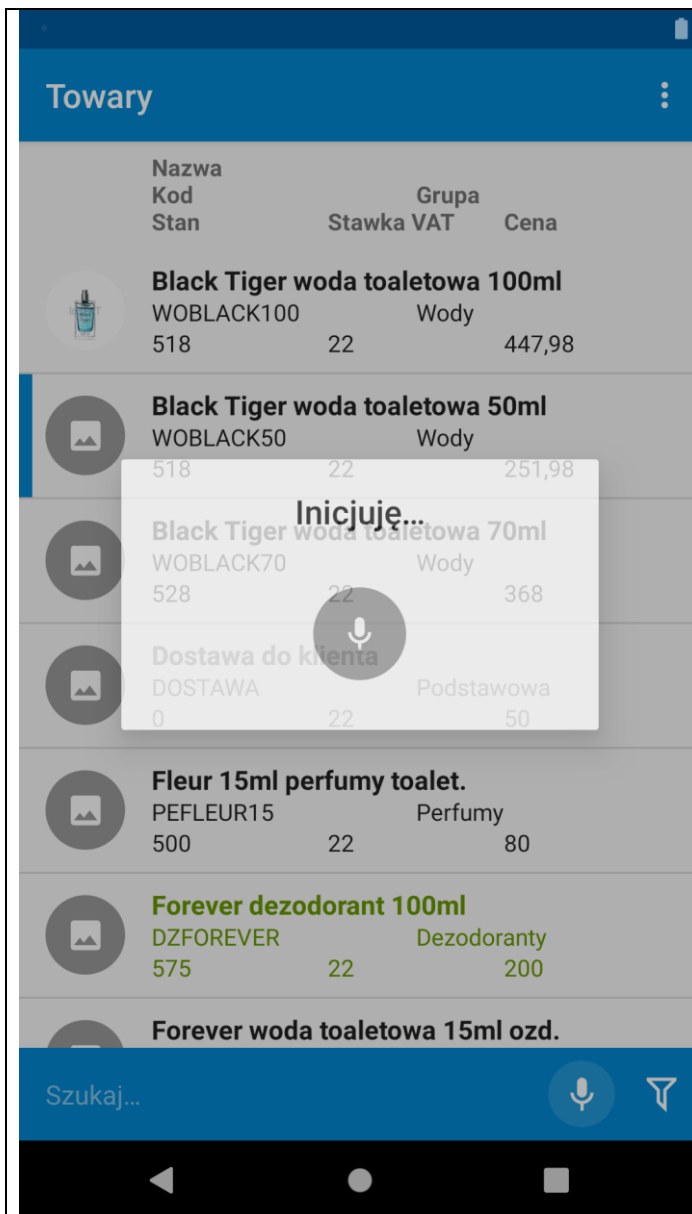 Towary
Nazwa
Kod Grupa
Stan Stawka VAT Cena
Black Tiger woda toaletowa 100ml
WOBLACK100 Wody
518 22 447,98
Black Tiger woda toaletowa 50ml
WOBLACK50 Wody
518 22 251,98
Inicjuję...
Black Tiger woda toaletowa 70ml
WOBLACK70 Wody
528 22 368
Dostawa do klienta
DOSTAWA Podstawowa
0 22 50
Fleur 15ml perfumy toalet.
PEFLEUR15 Perfumy
500 22 80
Forever dezodorant 100ml
DZFOREVER Dezodoranty
575 22 200
Forever woda toaletowa 15ml ozd.
Szukaj...